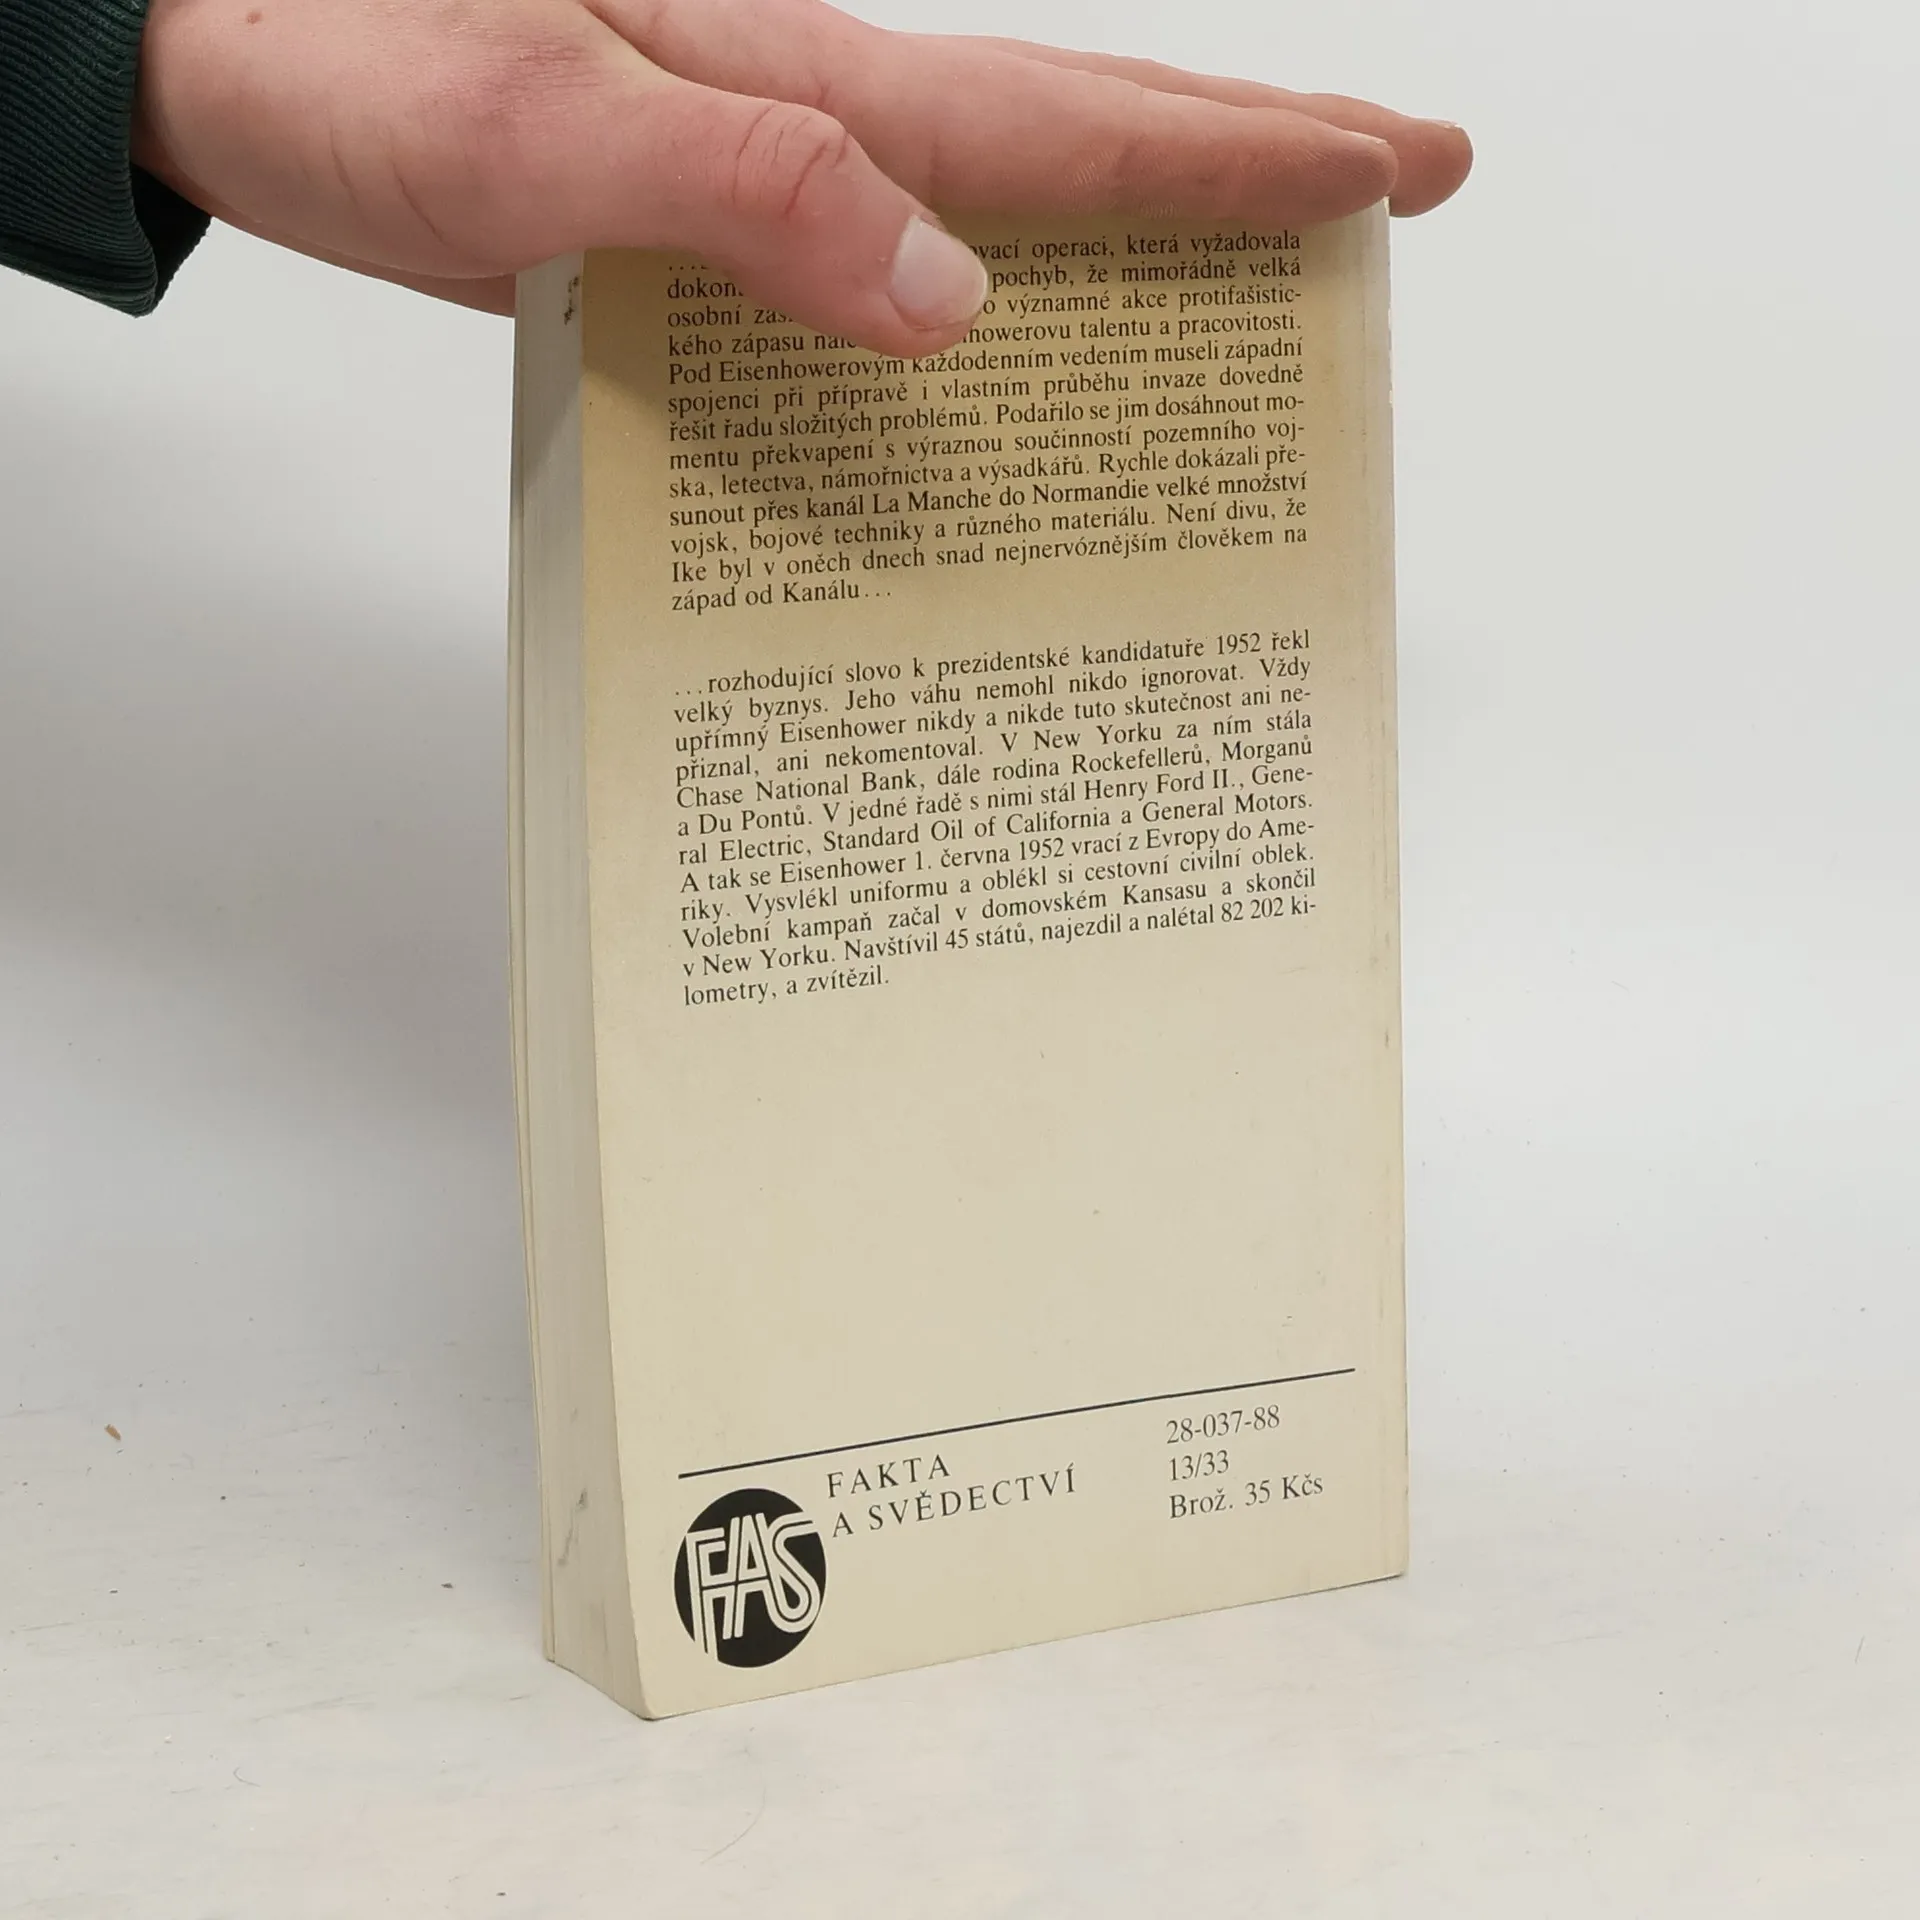 operaci, která vyžadovala
pochyb, že mimořádně velká
osobní významné akce protifašistic-
kého zápasu talentu a pracovitosti.
Pod Eisenhowerovým každodenním vedením museli západní
spojenci při přípravě i vlastním průběhu invaze dovedně
řešit řadu složitých problémů. Podařilo se jim dosáhnout mo-
mentu překvapení s výraznou součinností pozemního voj-
ska, letectva, námořnictva a výsadkářů. Rychle dokázali pře-
sunout přes kanál La Manche do Normandie velké množství
vojsk, bojové techniky a různého materiálu. Není divu, že
Ike byl v oněch dnech snad nejnervóznějším člověkem na
západ od Kanálu...
...rozhodující slovo k prezidentské kandidatuře 1952 řekl
velký byznys. Jeho váhu nemohl nikdo ignorovat. Vždy
upřímný Eisenhower nikdy a nikde tuto skutečnost ani ne-
přiznal, ani nekomentoval. V New Yorku za ním stála
Chase National Bank, dále rodina Rockefellerů, Morganů
a Du Pontů. V jedné řadě s nimi stál Henry Ford II., Gene-
ral Electric, Standard Oil of California a General Motors.
A tak se Eisenhower 1. června 1952 vrací z Evropy do Ame-
riky. Vysvlékl uniformu a oblékl si cestovní civilní oblek.
Volební kampaň začal v domovském Kansasu a skončil
v New Yorku. Navštívil 45 států, najezdil a nalétal 82 202 ki-
lometry, a zvítězil.
FAKTA
A SVĚDECTVÍ
FAS
28-037-88
13/33
Brož. 35 Kčs